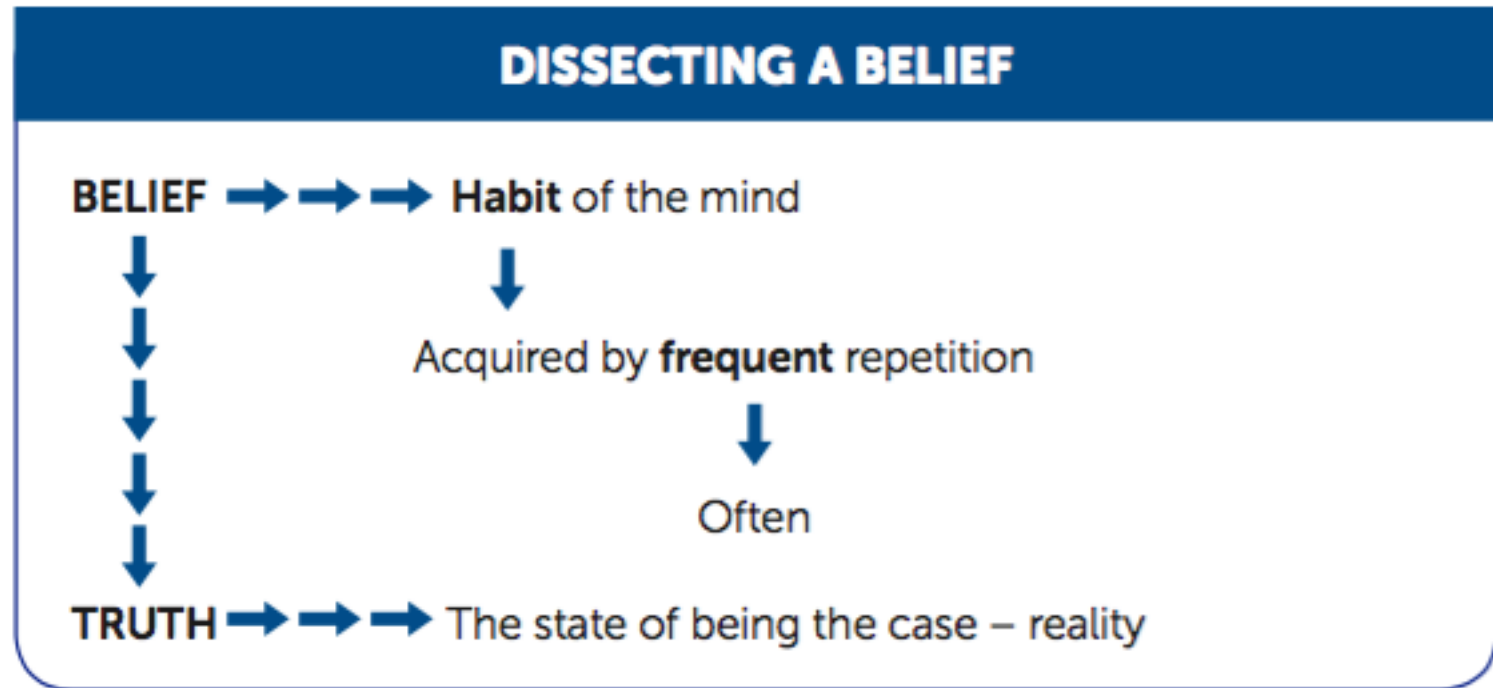 DISSECTING A BELIEF
BELIEF Habit of the mind
Acquired by frequent repetition
Often
TRUTH The state of being the case – reality